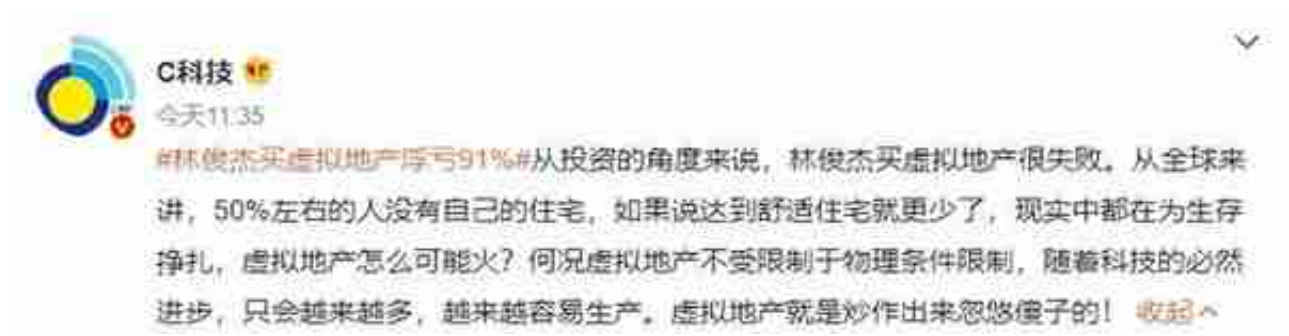 C科技
今天11:35
#林俊杰买虚拟地产浮亏91%#从投资的角度来说，林俊杰买虚拟地产很失败。从全球来
讲，50%左右的人没有自己的住宅，如果说达到舒适住宅就更少了，现实中都在为生存
挣扎，虚拟地产怎么可能火？何况虚拟地产不受限制于物理条件限制，随着科技的必然
进步，只会越来越多，越来越容易生产。虚拟地产就是炒作出来忽悠傻子的！ 收起